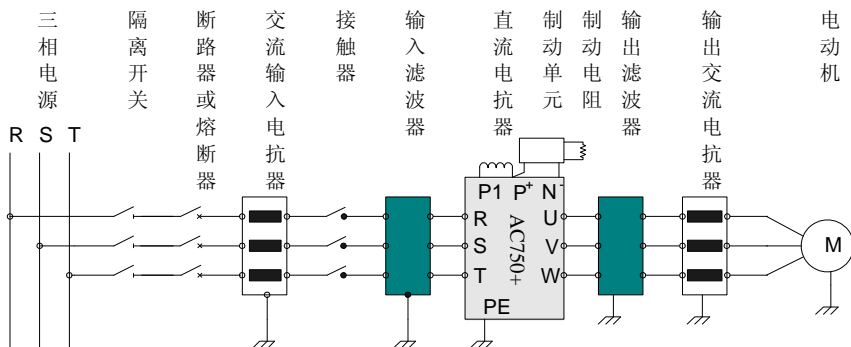 三相电源
隔离开关
断路器或熔断器
交流输入电抗器
接触器
输入滤波器
直流电抗器
制动单元
制动电阻
输出滤波器
输出交流电抗器
电动机
R S T
P1 P+ N-
R
S
T
AC750+
U
V
W
PE
M